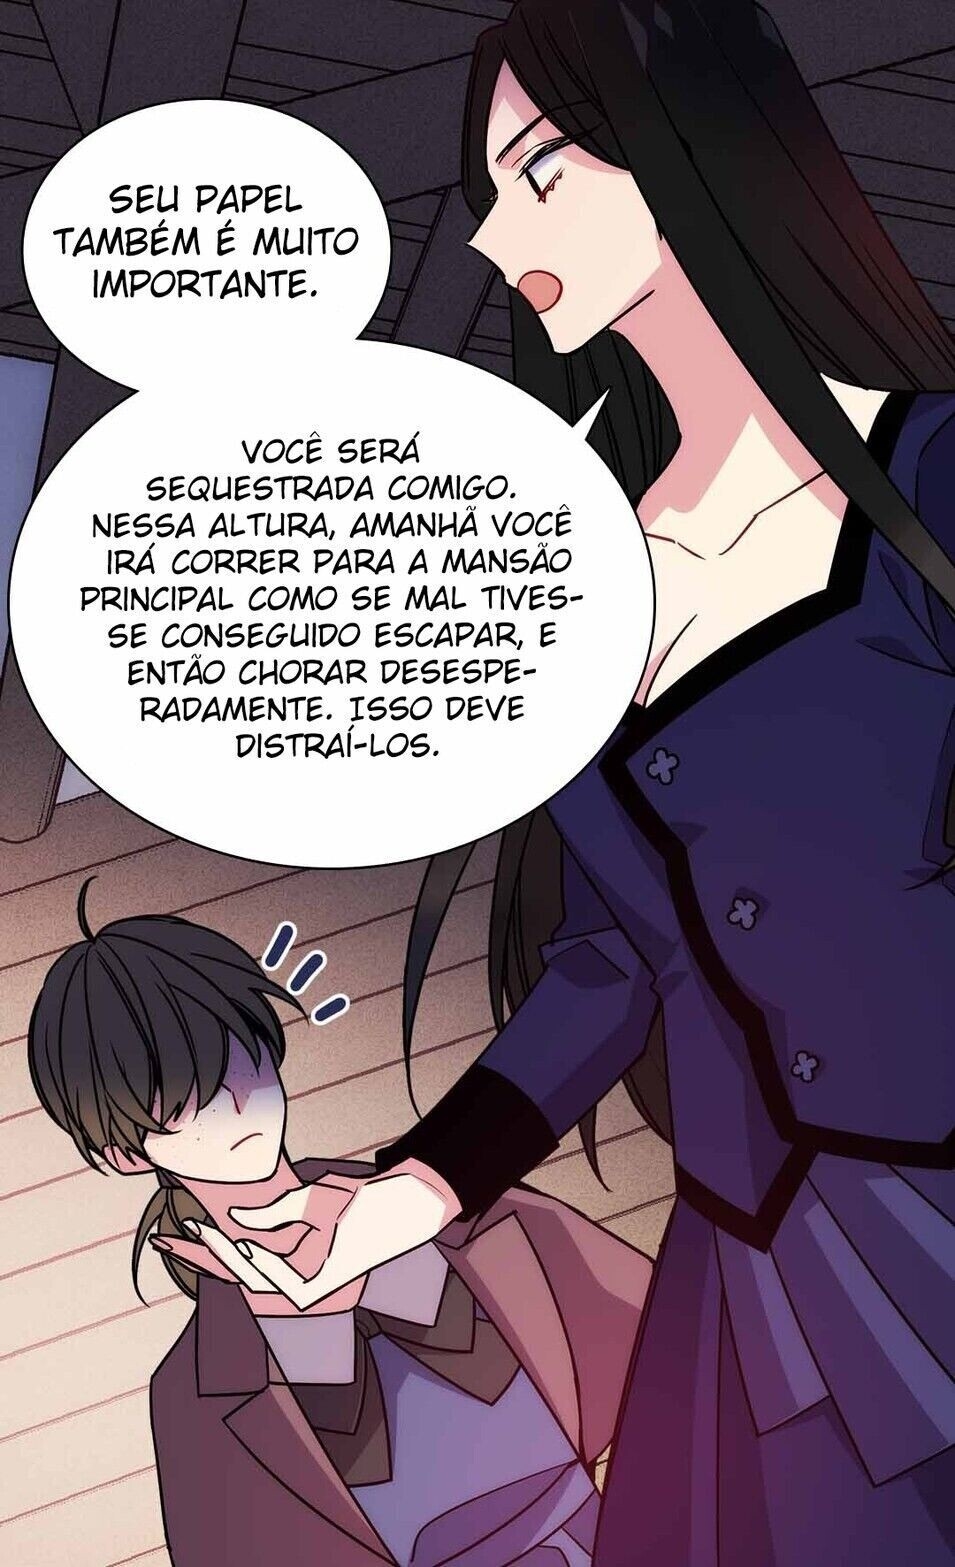 SEU PAPEL
TAMBÉM É MUITO
IMPORTANTE.
VOCÊ SERÁ
SEQUESTRADA COMIGO.
NESSA ALTURA, AMANHÃ VOCÊ
IRÁ CORRER PARA A MANSÃO
PRINCIPAL COMO SE MAL TIVES-
SE CONSEGUIDO ESCAPAR, E
ENTÃO CHORAR DESESPE-
RADAMENTE. ISSO DEVE
DISTRAÍ-LOS.